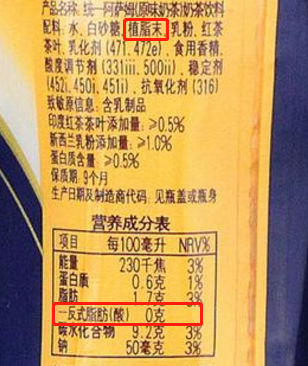 产品名称: 统一阿萨姆(原味奶茶)奶茶饮料
配料: 水, 白砂糖, 植脂末, 乳粉, 红茶
茶叶, 乳化剂 (471, 472e), 食用香精,
酸度调节剂 (331iii, 500ii), 稳定剂
(452i, 450i, 451i), 抗氧化剂 (316)
致敏原信息: 含乳制品
印度红茶茶叶添加量: ≥0.5%
新西兰乳粉添加量: ≥1.0%
蛋白质含量: ≥0.5%
保质期: 9个月
生产日期及制造商代码: 见瓶盖或瓶身
营养成分表
项目 每100毫升 NRV%
能量 230千焦 3%
蛋白质 0.6克 1%
脂肪 1.7克 3%
—反式脂肪(酸) 0克
碳水化合物 9.2克 3%
钠 50毫克 3%